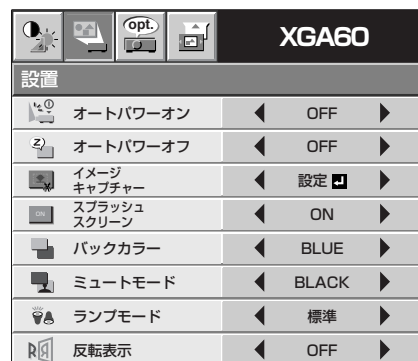 opt.
XGA60
設置
オートパワーオン OFF
オートパワーオフ OFF
イメージ
キャプチャー
設定
ON
スプラッシュ
スクリーン
ON
バックカラー BLUE
ミュートモード BLACK
ランプモード 標準
反転表示 OFF